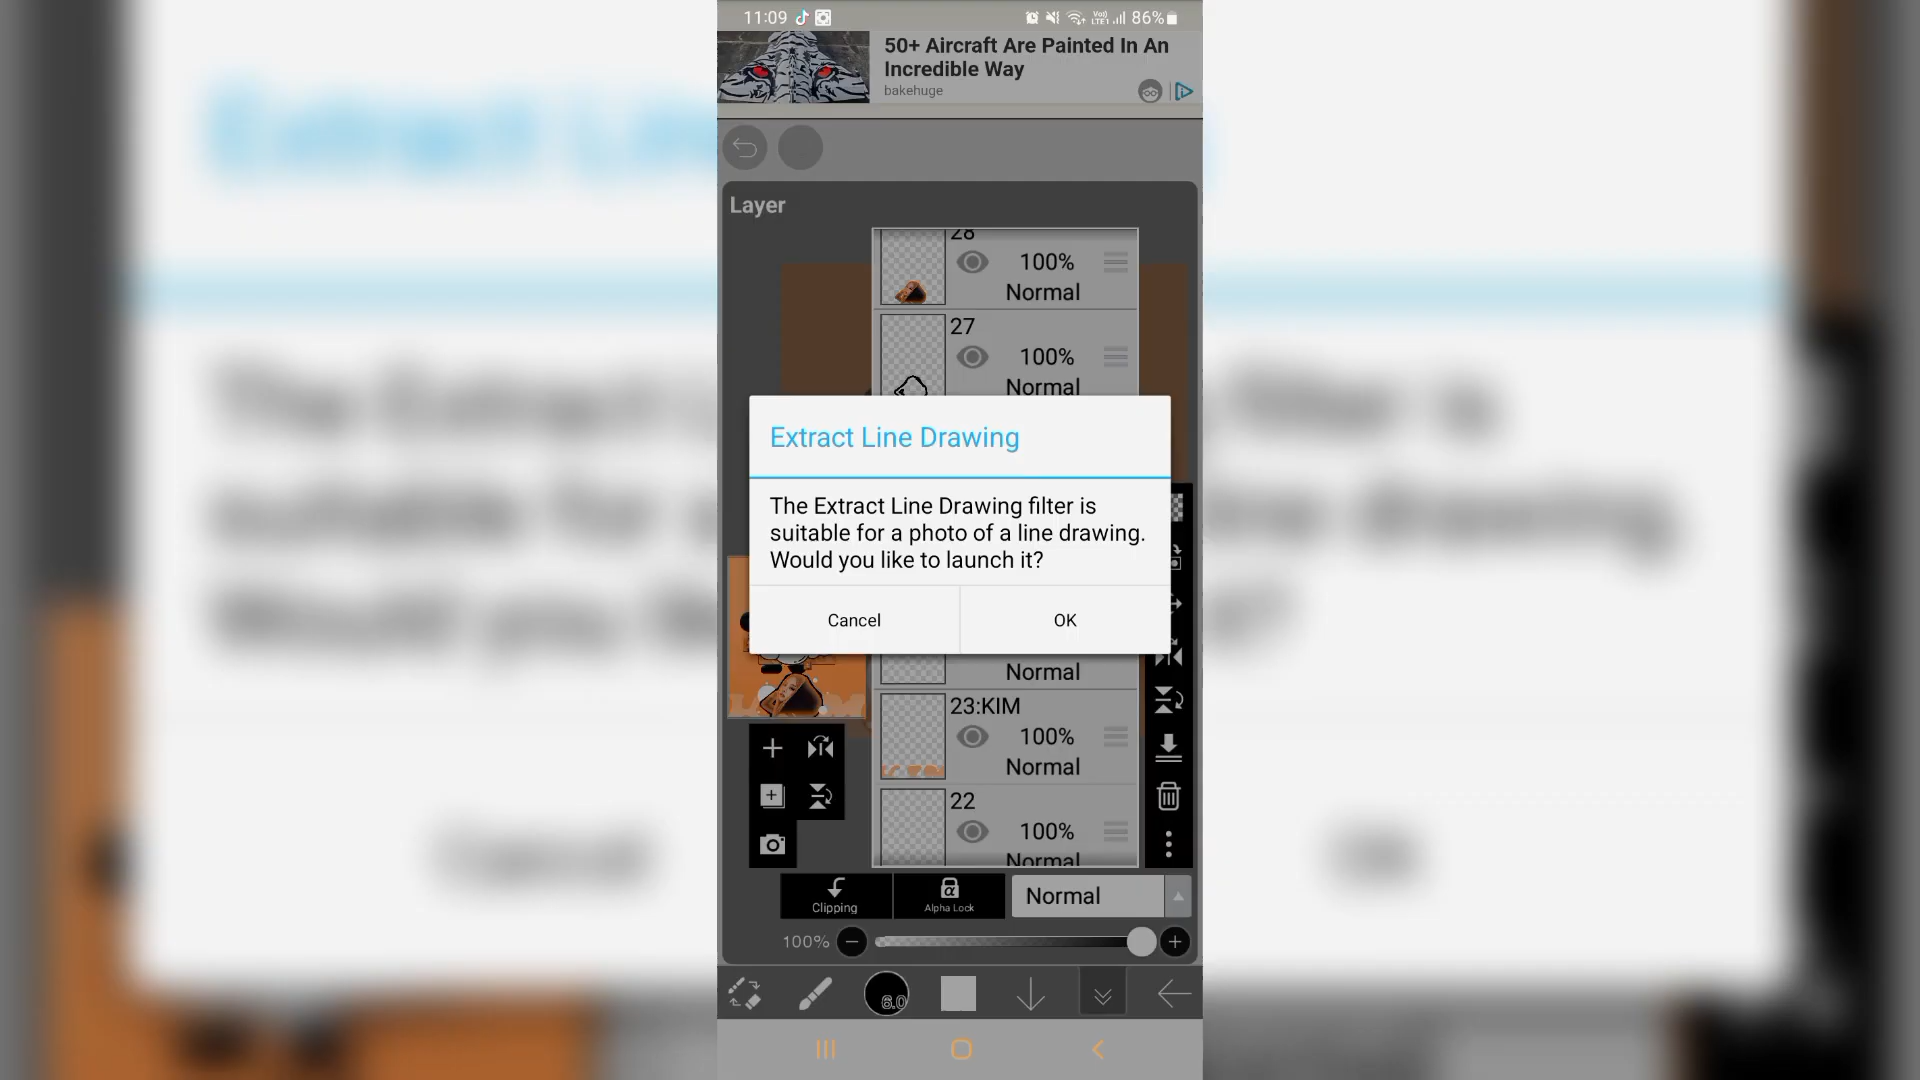 11:09 86%
50+ Aircraft Are Painted In An
Incredible Way
bakehuge
Layer
28
100%
Normal
27
100%
Normal
Extract Line Drawing
The Extract Line Drawing filter is
suitable for a photo of a line drawing.
Would you like to launch it?
Cancel OK
Normal
23:KIM
100%
Normal
22
100%
Normal
Clipping
Alpha Lock
Normal
100%
6.0